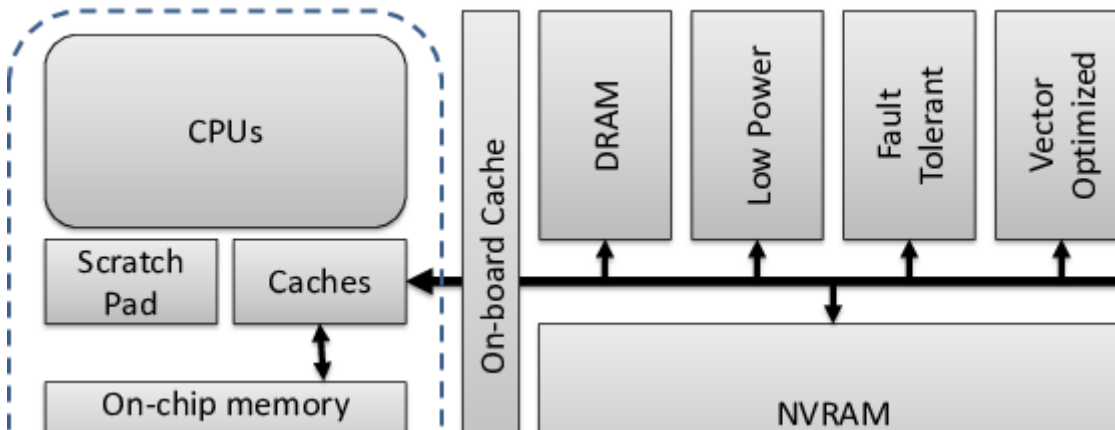 CPUs
Scratch
Pad
Caches
On-chip memory
On-board Cache
DRAM
Low Power
Fault
Tolerant
Vector
Optimized
NVRAM